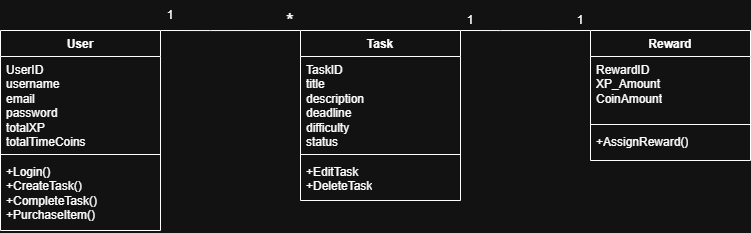 1 * 1 1
User
UserID
username
email
password
totalXP
totalTimeCoins
+Login()
+CreateTask()
+CompleteTask()
+PurchaseItem()
Task
TaskID
title
description
deadline
difficulty
status
+EditTask
+DeleteTask
Reward
RewardID
XP_Amount
CoinAmount
+AssignReward()